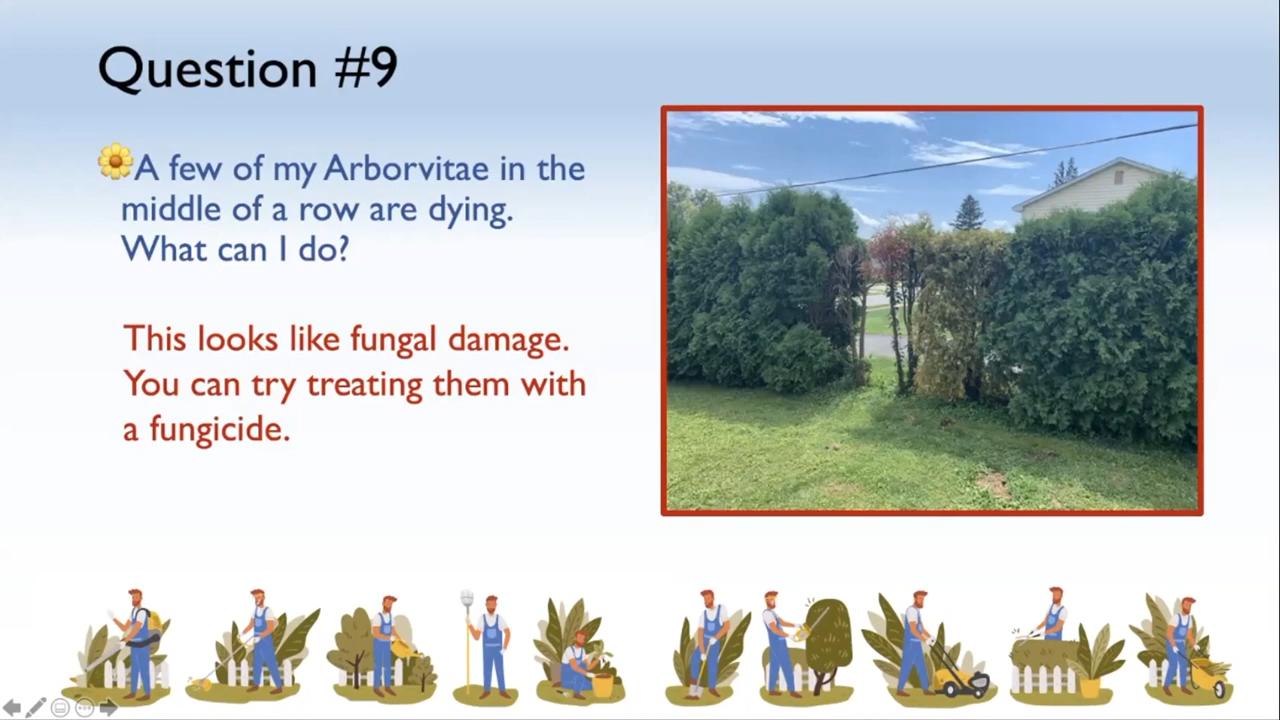 Question #9
A few of my Arborvitae in the
middle of a row are dying.
What can I do?
This looks like fungal damage.
You can try treating them with
a fungicide.